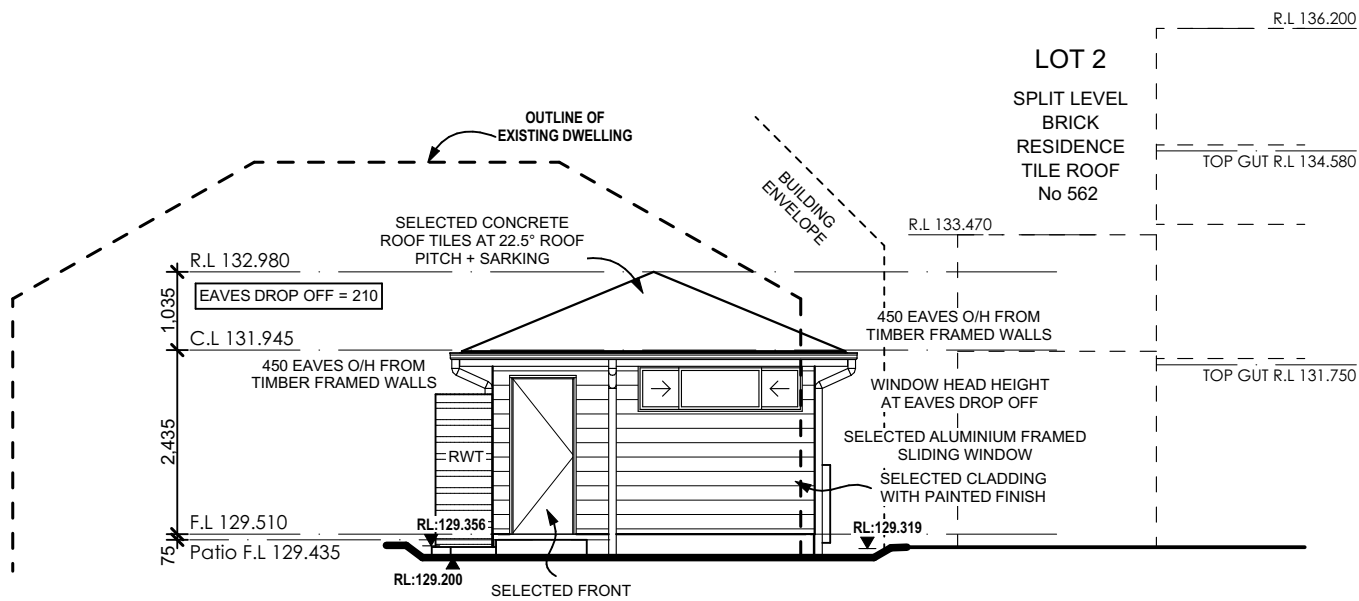 R.L 136.200
LOT 2
SPLIT LEVEL
BRICK
RESIDENCE
TILE ROOF
No 562
TOP GUT R.L 134.580
OUTLINE OF
EXISTING DWELLING
BUILDING
ENVELOPE
SELECTED CONCRETE
ROOF TILES AT 22.5° ROOF
PITCH + SARKING
R.L 133.470
R.L 132.980
EAVES DROP OFF = 210
1,035
C.L 131.945
450 EAVES O/H FROM
TIMBER FRAMED WALLS
450 EAVES O/H FROM
TIMBER FRAMED WALLS
TOP GUT R.L 131.750
WINDOW HEAD HEIGHT
AT EAVES DROP OFF
2,435
SELECTED ALUMINIUM FRAMED
SLIDING WINDOW
RWT
SELECTED CLADDING
WITH PAINTED FINISH
F.L 129.510
RL:129.356
RL:129.319
75
Patio F.L 129.435
RL:129.200
SELECTED FRONT